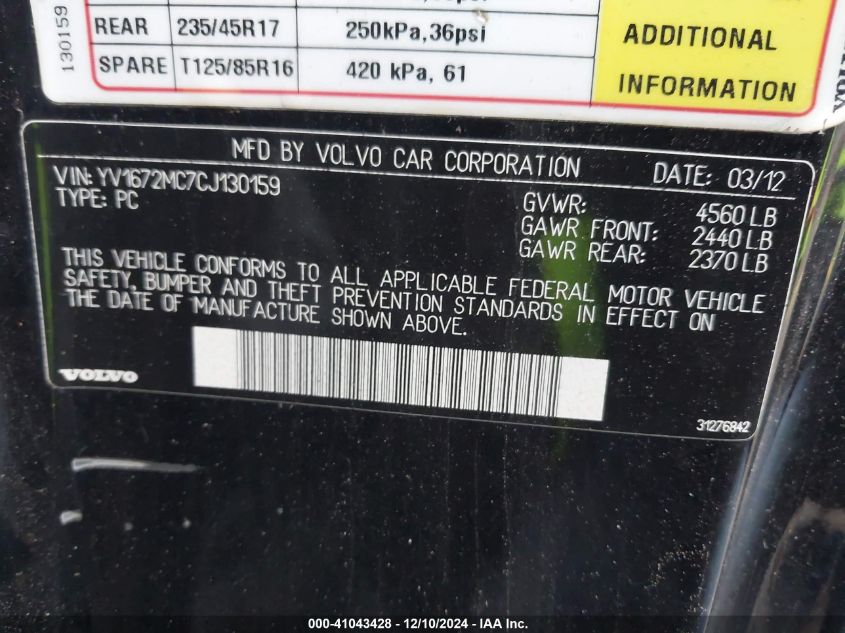 130159
REAR 235/45R17 250kPa,36psi
SPARE T125/85R16 420 kPa, 61
ADDITIONAL
INFORMATION
VOLVO
MFD BY VOLVO CAR CORPORATION DATE: 03/12
VIN: YV1672MC7CJ130159
TYPE: PC
GVWR: 4560 LB
GAWR FRONT: 2440 LB
GAWR REAR: 2370 LB
THIS VEHICLE CONFORMS TO ALL APPLICABLE FEDERAL MOTOR VEHICLE
SAFETY, BUMPER AND THEFT PREVENTION STANDARDS IN EFFECT ON
THE DATE OF MANUFACTURE SHOWN ABOVE.
VOLVO
31276842
000-41043428 - 12/10/2024 - IAA Inc.